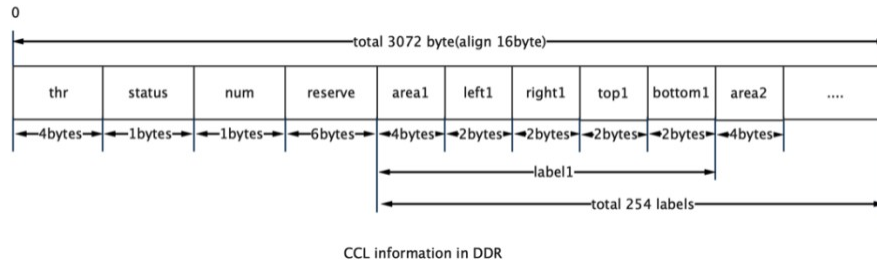 0
total 3072 byte(align 16byte)
thr status num reserve area1 left1 right1 top1 bottom1 area2 ....
4bytes 1bytes 1bytes 6bytes 4bytes 2bytes 2bytes 2bytes 2bytes 4bytes
label1
total 254 labels
CCL information in DDR